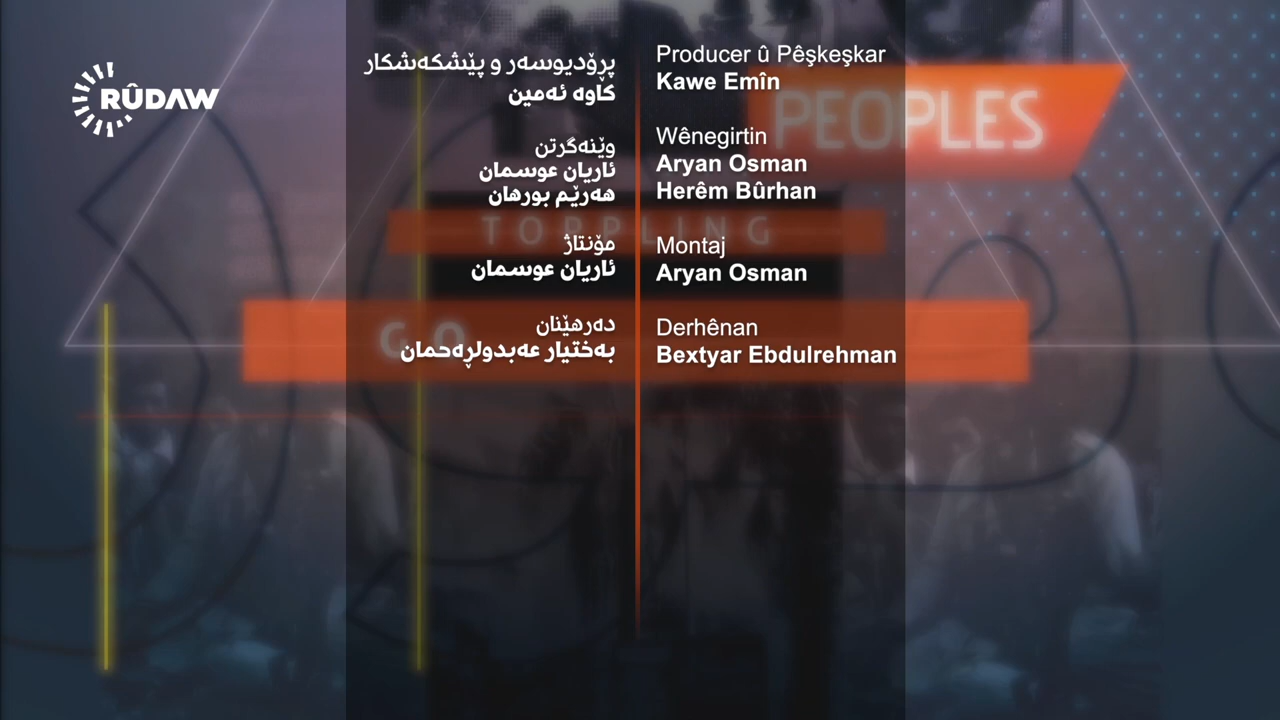 RÛDAW
پرۆدیوسەر و پێشکەشکار
کاوە ئەمین
وێنەگرتن
ئاریان عوسمان
هەرێم بورهان
مۆنتاژ
ئاریان عوسمان
دەرهێنان
بەختیار عەبدولڕەحمان
Producer û Pêşkeşkar
Kawe Emîn
Wênegirtin
Aryan Osman
Herêm Bûrhan
Montaj
Aryan Osman
Derhênan
Bextyar Ebdulrehman
PEOPLES
TOPPLING